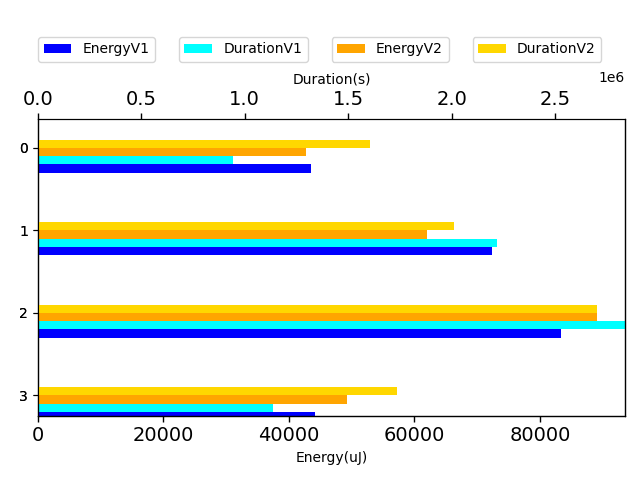 EnergyV1 DurationV1 EnergyV2 DurationV2
Duration(s)
1e6
0.0 0.5 1.0 1.5 2.0 2.5
0
1
2
3
0 20000 40000 60000 80000
Energy(uJ)